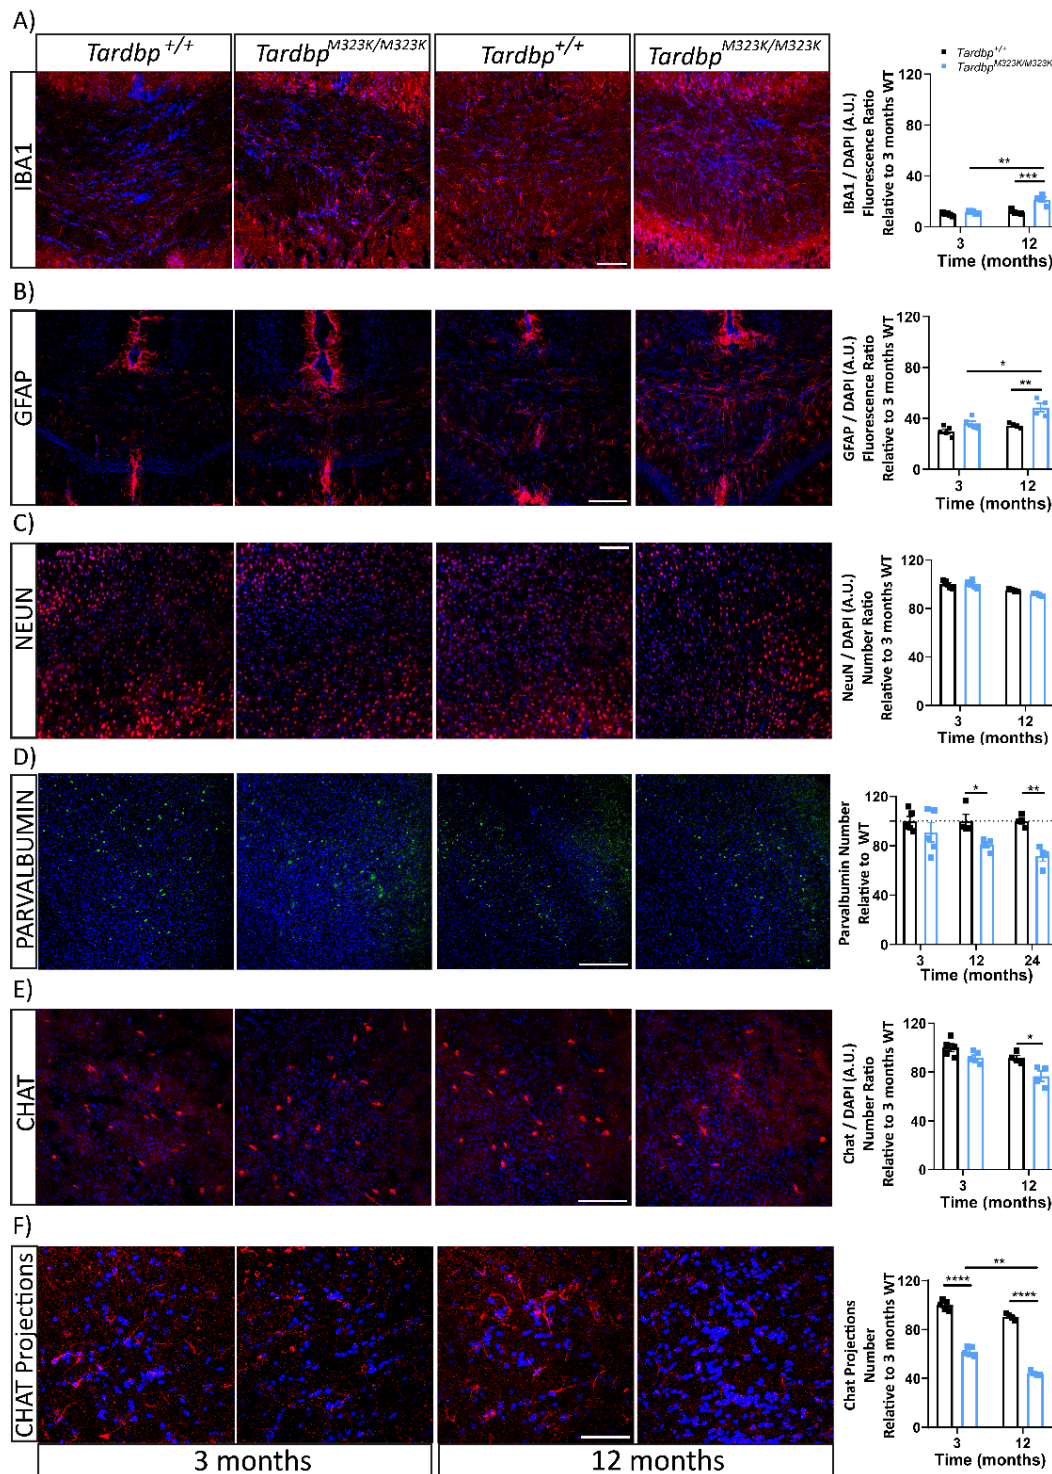 A)
Tardbp+/+
TardbpM323K/M323K
Tardbp+/+
TardbpM323K/M323K
IBA1
Tardbp+/+
TardbpM323K/M323K
IBA1 / DAPI (A.U.)
Fluorescence Ratio
Relative to 3 months WT
120
80
40
0
**
***
3
12
Time (months)
B)
GFAP
GFAP / DAPI (A.U.)
Fluorescence Ratio
Relative to 3 months WT
120
80
40
0
*
**
3
12
Time (months)
C)
NEUN
NeuN / DAPI (A.U.)
Number Ratio
Relative to 3 months WT
120
80
40
0
3
12
Time (months)
D)
PARVALBUMIN
Parvalbumin Number
Relative to WT
120
80
40
0
*
**
3
12
24
Time (months)
E)
CHAT
Chat / DAPI (A.U.)
Number Ratio
Relative to 3 months WT
120
80
40
0
*
3
12
Time (months)
F)
CHAT Projections
Chat Projections
Number
Relative to 3 months WT
120
80
40
0
****
**
****
3
12
Time (months)
3 months
12 months